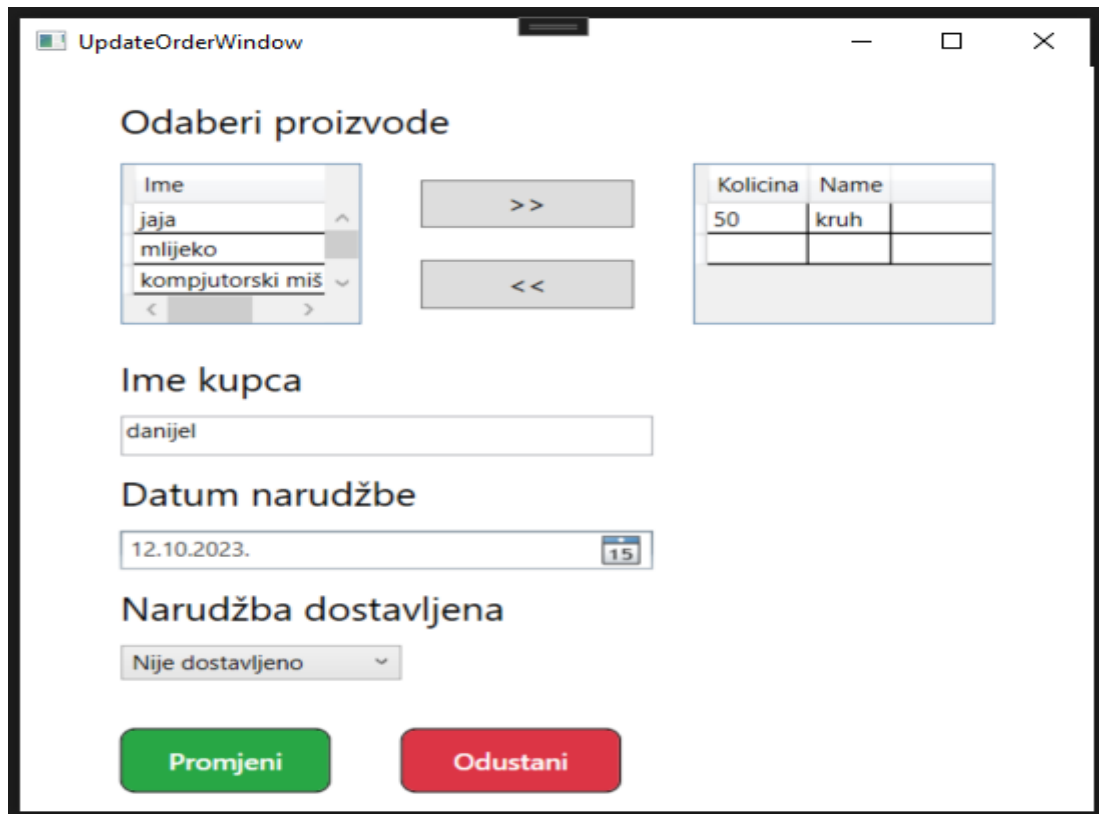 UpdateOrderWindow
Odaberi proizvode
Ime
jaja
mlijeko
kompjutorski miš
>>
<<
Kolicina Name
50 kruh
Ime kupca
danijel
Datum narudžbe
12.10.2023.
15
Narudžba dostavljena
Nije dostavljeno
Promjeni
Odustani